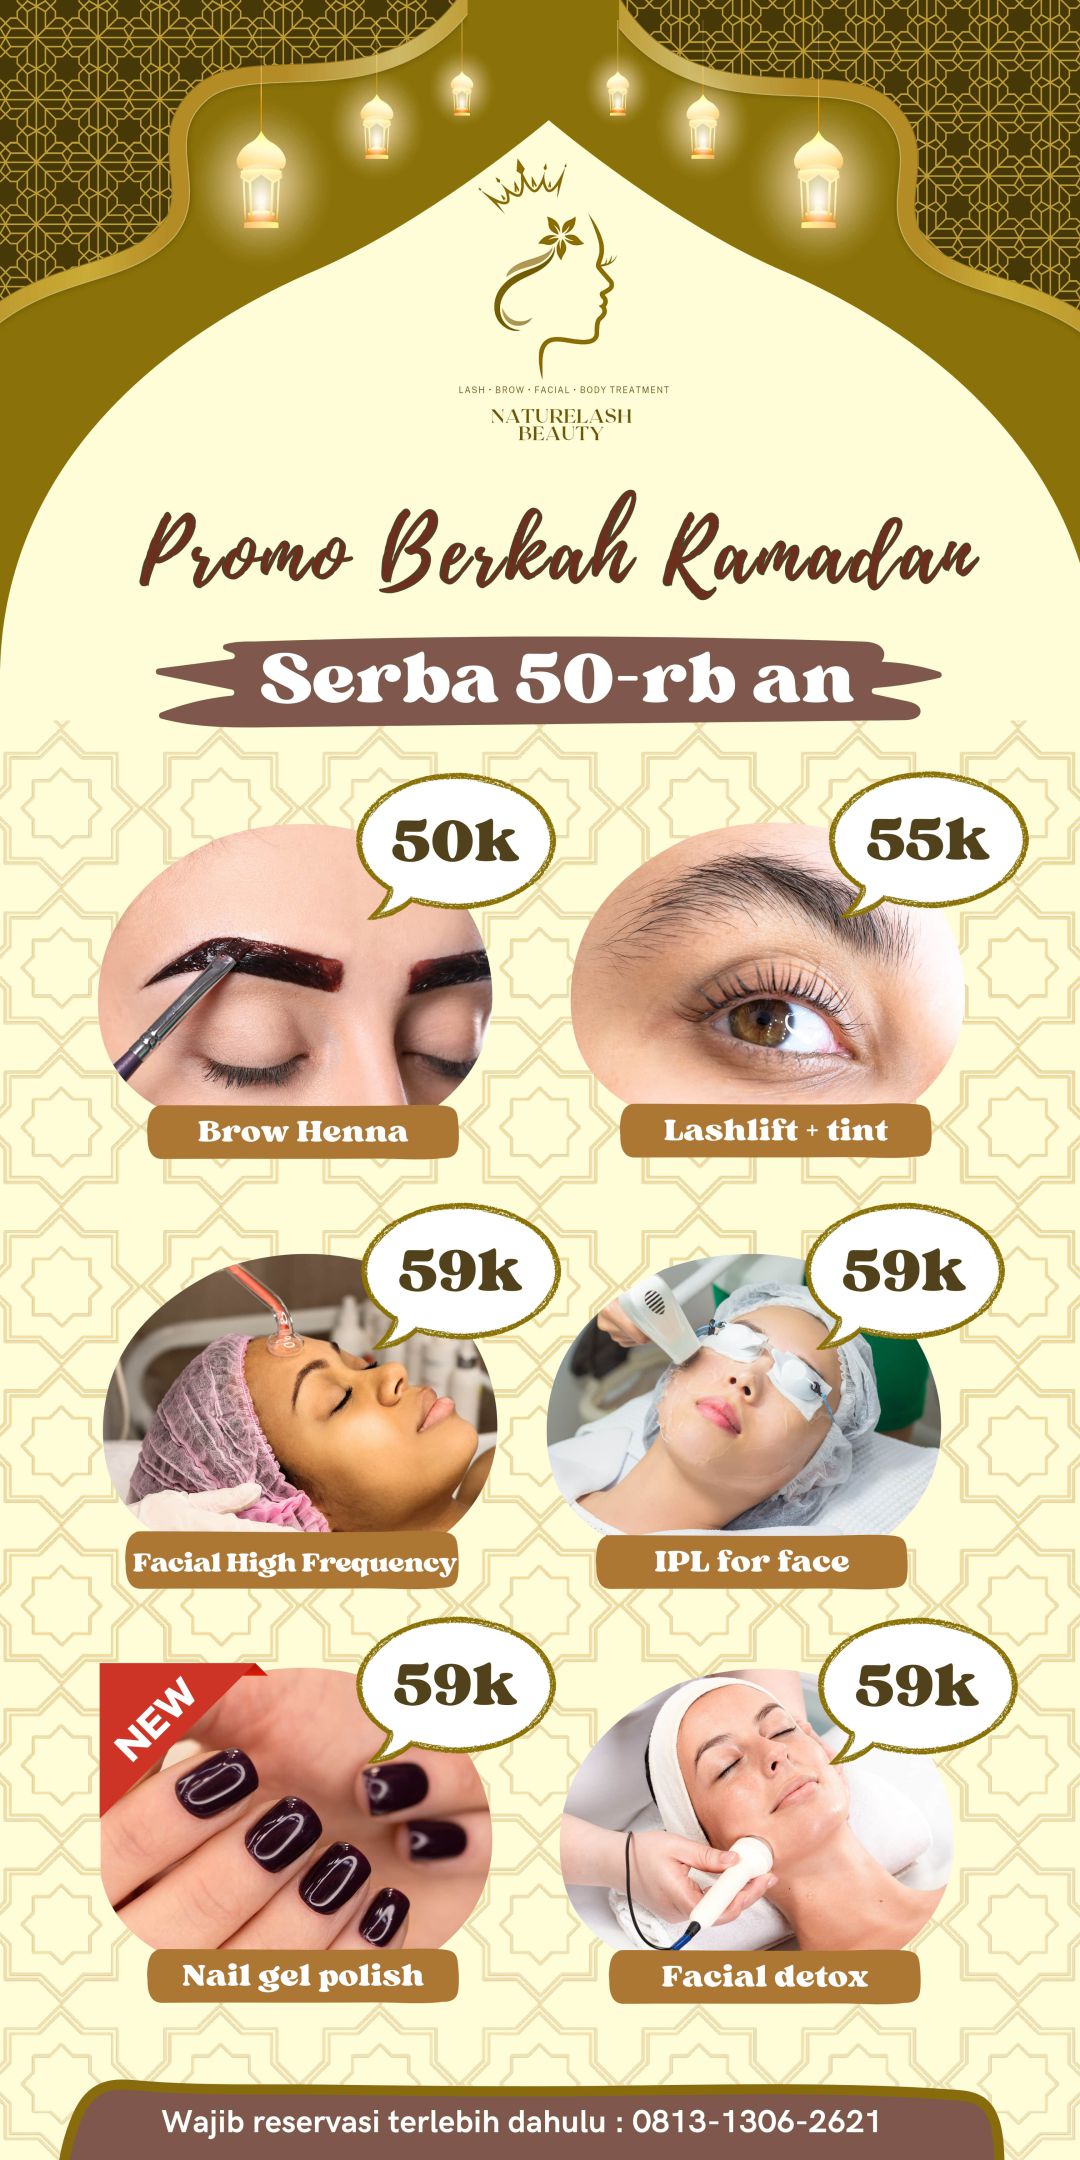 LASH • BROW • FACIAL • BODY TREATMENT
NATURELASH
BEAUTY
Promo Berkah Ramadan
Serba 50-rb an
50k
55k
Brow Henna
Lashlift + tint
59k
59k
Facial High Frequency
IPL for face
NEW
59k
59k
Nail gel polish
Facial detox
Wajib reservasi terlebih dahulu : 0813-1306-2621